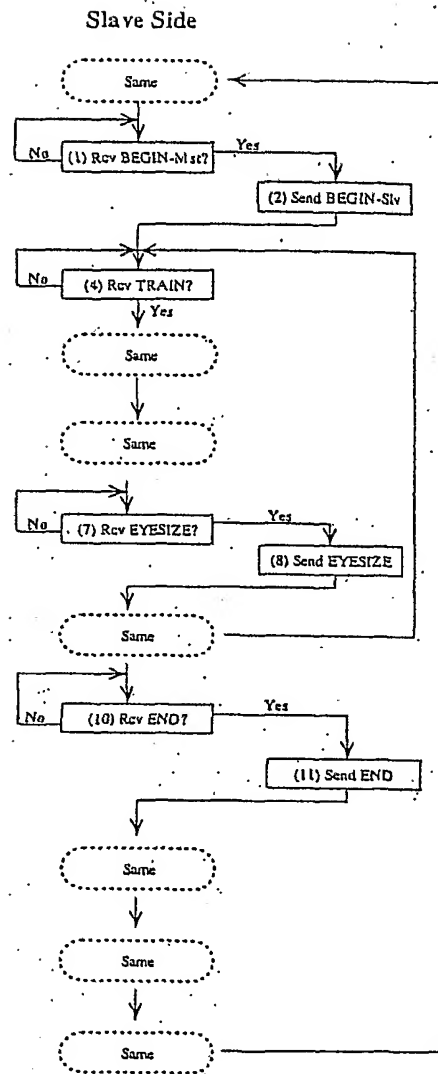 Slave Side
Same
(1) Rcv BEGIN-Mst?
Yes
No
(2) Send BEGIN-Slv
(4) Rcv TRAIN?
No
Yes
Same
Same
(7) Rcv EYESIZE?
Yes
No
(8) Send EYESIZE
Same
(10) Rcv END?
Yes
No
(11) Send END
Same
Same
Same